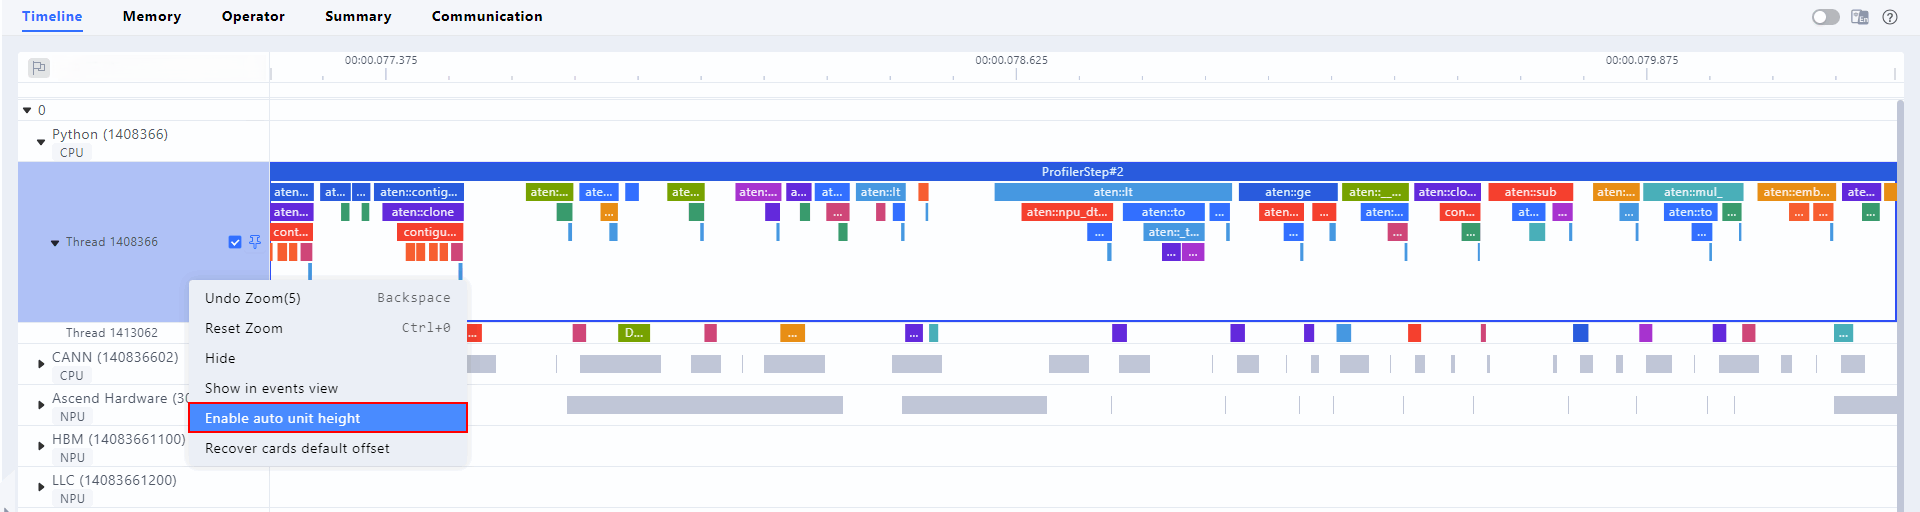 Timeline Memory Operator Summary Communication
00:00.077.375 00:00.078.625 00:00.079.875
0
Python (1408366)
CPU
ProfilerStep#2
aten... at... ... aten::contig... aten:... ate... ate... aten::... a... at... aten::lt aten::lt aten::ge aten::__... aten::clo... aten::sub aten:... aten::mul_ aten::emb... ate...
aten... aten::clone ... ... aten::npu_dt... aten::to ... aten... ... aten::to con... at... ... aten::to ... ... ... ...
cont... contigu... ... aten::_t... ... ... ... ...
... ...
Thread 1408366
Undo Zoom(5) Backspace
Reset Zoom Ctrl+0
Hide
Show in events view
Enable auto unit height
Recover cards default offset
Thread 1413062 ... D... ... ... ...
CANN (140836602)
CPU
Ascend Hardware (30
NPU
HBM (14083661100)
NPU
LLC (14083661200)
NPU